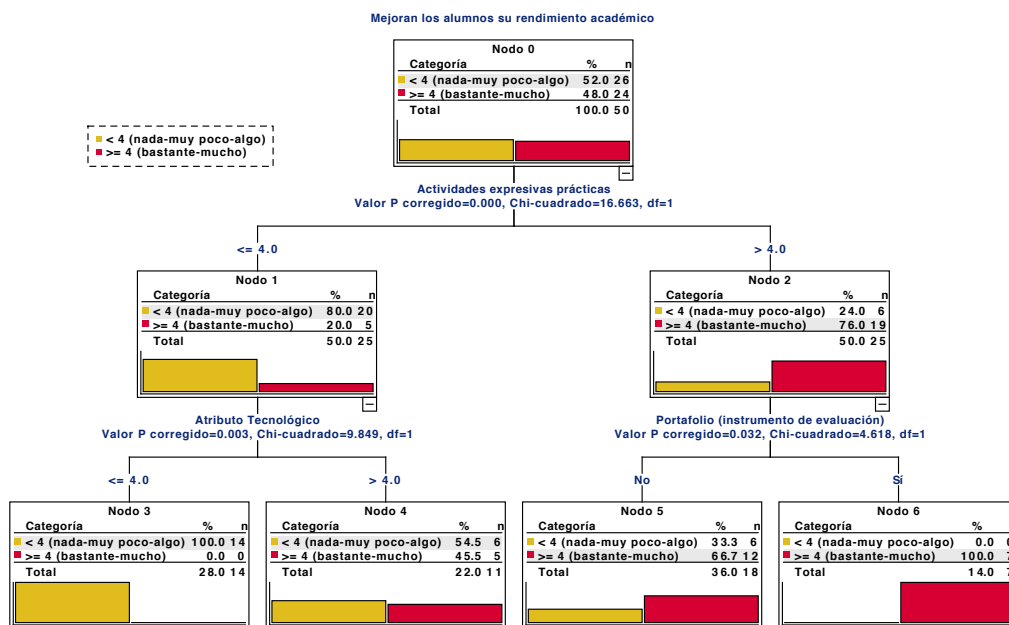 Mejoran los alumnos su rendimiento académico
Nodo 0
Categoría % n
< 4 (nada-muy poco-algo) 52.0 26
>= 4 (bastante-mucho) 48.0 24
Total 100.0 50
< 4 (nada-muy poco-algo)
>= 4 (bastante-mucho)
Actividades expresivas prácticas
Valor P corregido=0.000, Chi-cuadrado=16.663, df=1
<= 4.0
> 4.0
Nodo 1
Categoría % n
< 4 (nada-muy poco-algo) 80.0 20
>= 4 (bastante-mucho) 20.0 5
Total 50.0 25
Nodo 2
Categoría % n
< 4 (nada-muy poco-algo) 24.0 6
>= 4 (bastante-mucho) 76.0 19
Total 50.0 25
Atributo Tecnológico
Valor P corregido=0.003, Chi-cuadrado=9.849, df=1
Portafolio (instrumento de evaluación)
Valor P corregido=0.032, Chi-cuadrado=4.618, df=1
<= 4.0
> 4.0
No
Sí
Nodo 3
Categoría % n
< 4 (nada-muy poco-algo) 100.0 14
>= 4 (bastante-mucho) 0.0 0
Total 28.0 14
Nodo 4
Categoría % n
< 4 (nada-muy poco-algo) 54.5 6
>= 4 (bastante-mucho) 45.5 5
Total 22.0 11
Nodo 5
Categoría % n
< 4 (nada-muy poco-algo) 33.3 6
>= 4 (bastante-mucho) 66.7 12
Total 36.0 18
Nodo 6
Categoría % n
< 4 (nada-muy poco-algo) 0.0 0
>= 4 (bastante-mucho) 100.0 7
Total 14.0 7